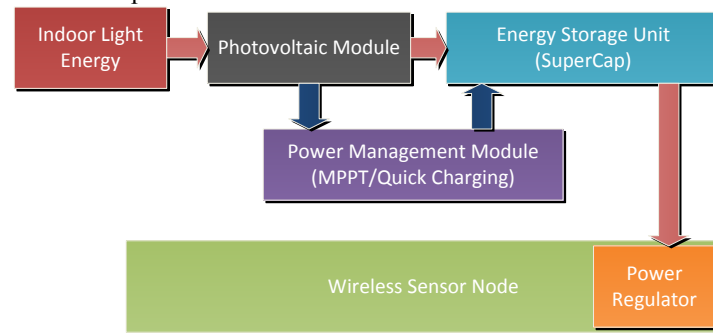 Indoor Light
Energy
Photovoltaic Module
Energy Storage Unit
(SuperCap)
Power Management Module
(MPPT/Quick Charging)
Wireless Sensor Node
Power
Regulator